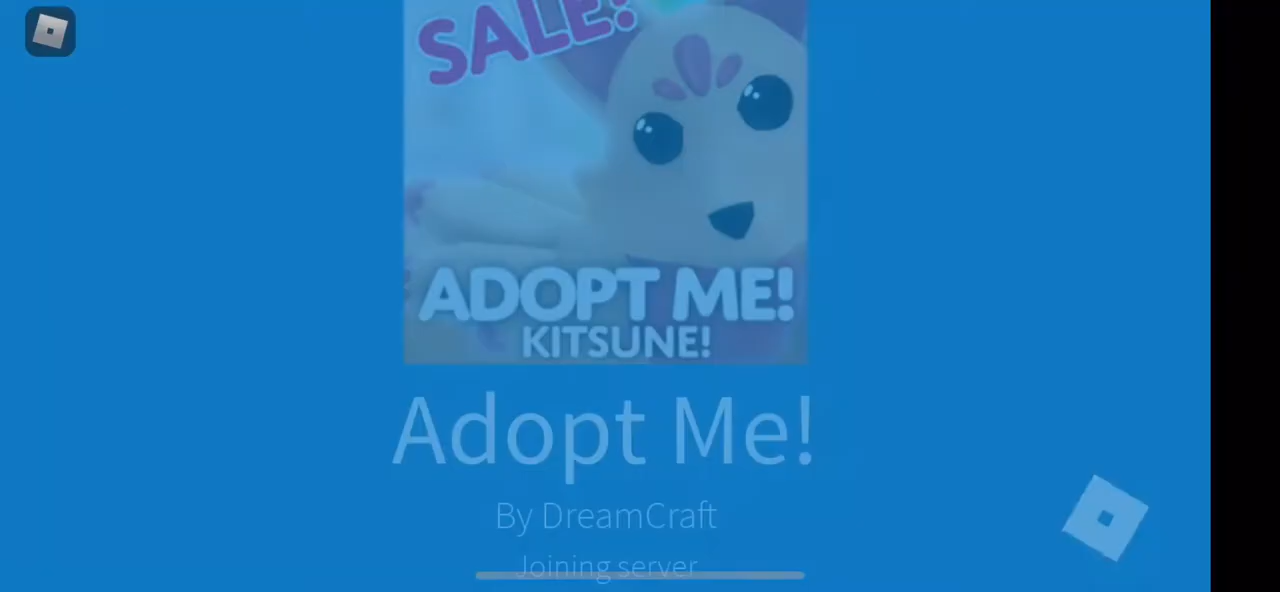 SALE!
ADOPT ME!
KITSUNE!
Adopt Me!
By DreamCraft
Joining server